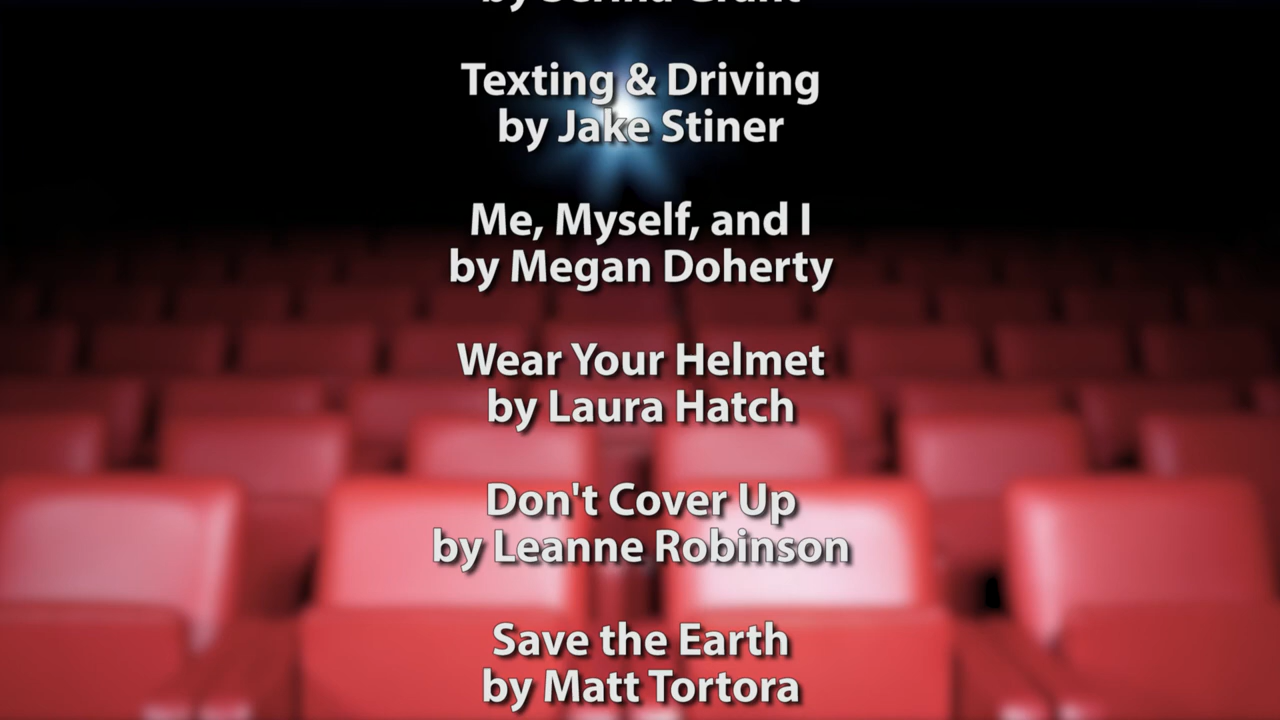 Texting & Driving
by Jake Stiner
Me, Myself, and I
by Megan Doherty
Wear Your Helmet
by Laura Hatch
Don't Cover Up
by Leanne Robinson
Save the Earth
by Matt Tortora